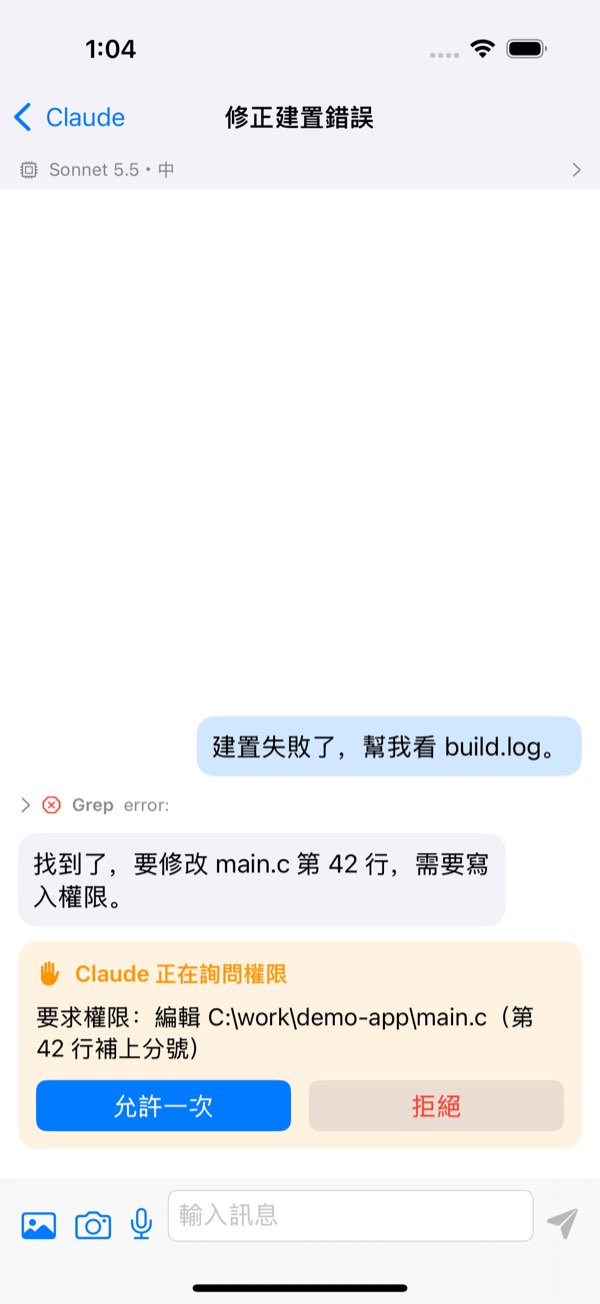 1:04
Claude
修正建置錯誤
Sonnet 5.5・中
建置失敗了，幫我看 build.log。
Grep error:
找到了，要修改 main.c 第 42 行，需要寫
入權限。
Claude 正在詢問權限
要求權限：編輯 C:\work\demo-app\main.c（第
42 行補上分號）
允許一次
拒絕
輸入訊息